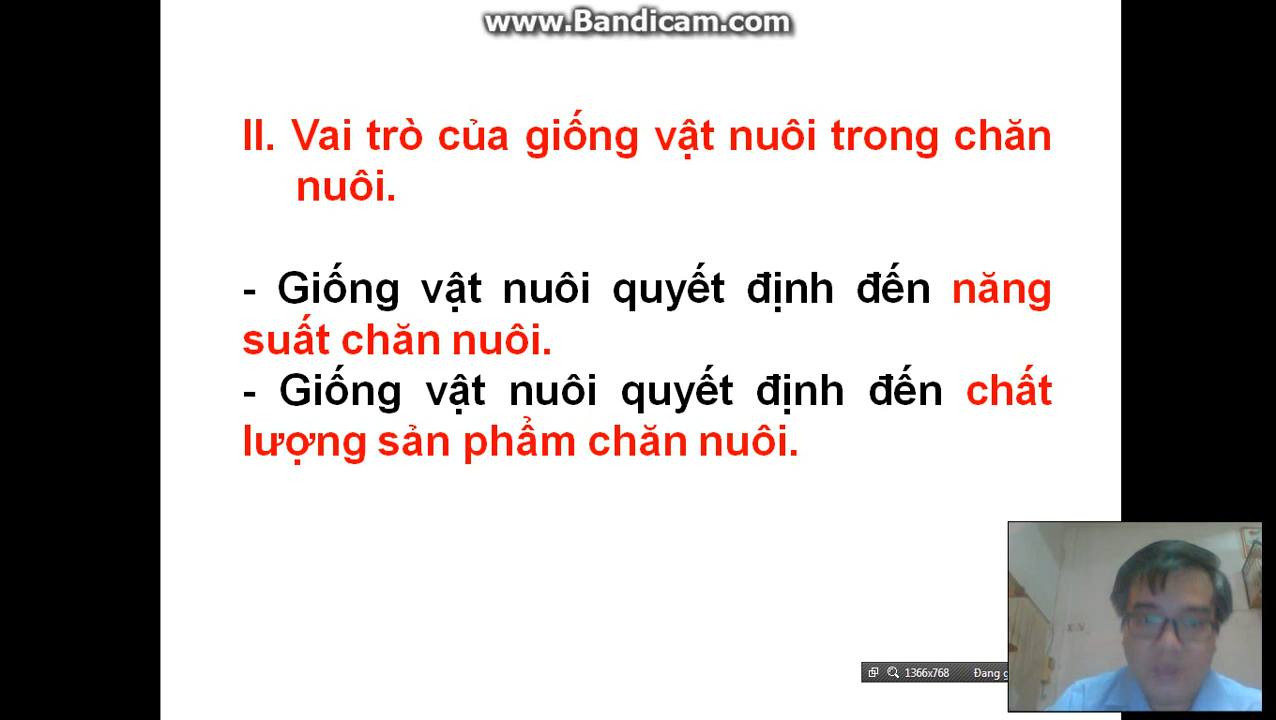 www.Bandicam.com
II. Vai trò của giống vật nuôi trong chăn
nuôi.
- Giống vật nuôi quyết định đến năng
suất chăn nuôi.
- Giống vật nuôi quyết định đến chất
lượng sản phẩm chăn nuôi.
1366x768 Đang